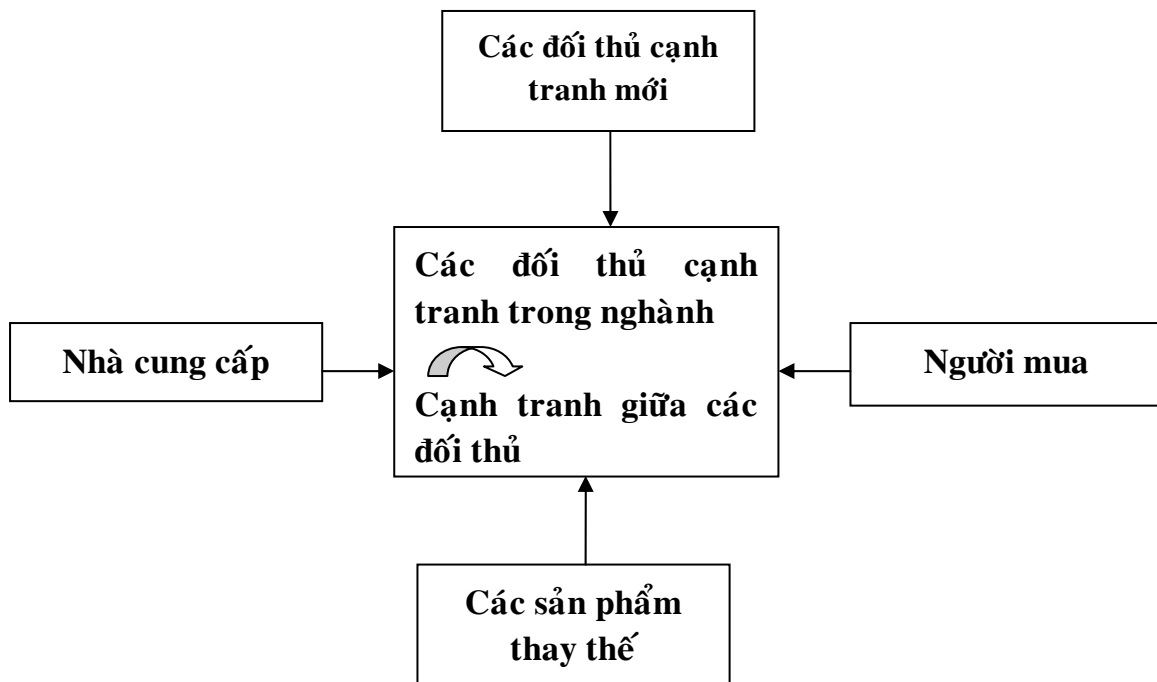 Các đối thủ cạnh
tranh mới
Các đối thủ cạnh
tranh trong nghành
Cạnh tranh giữa các
đối thủ
Nhà cung cấp
Người mua
Các sản phẩm
thay thế